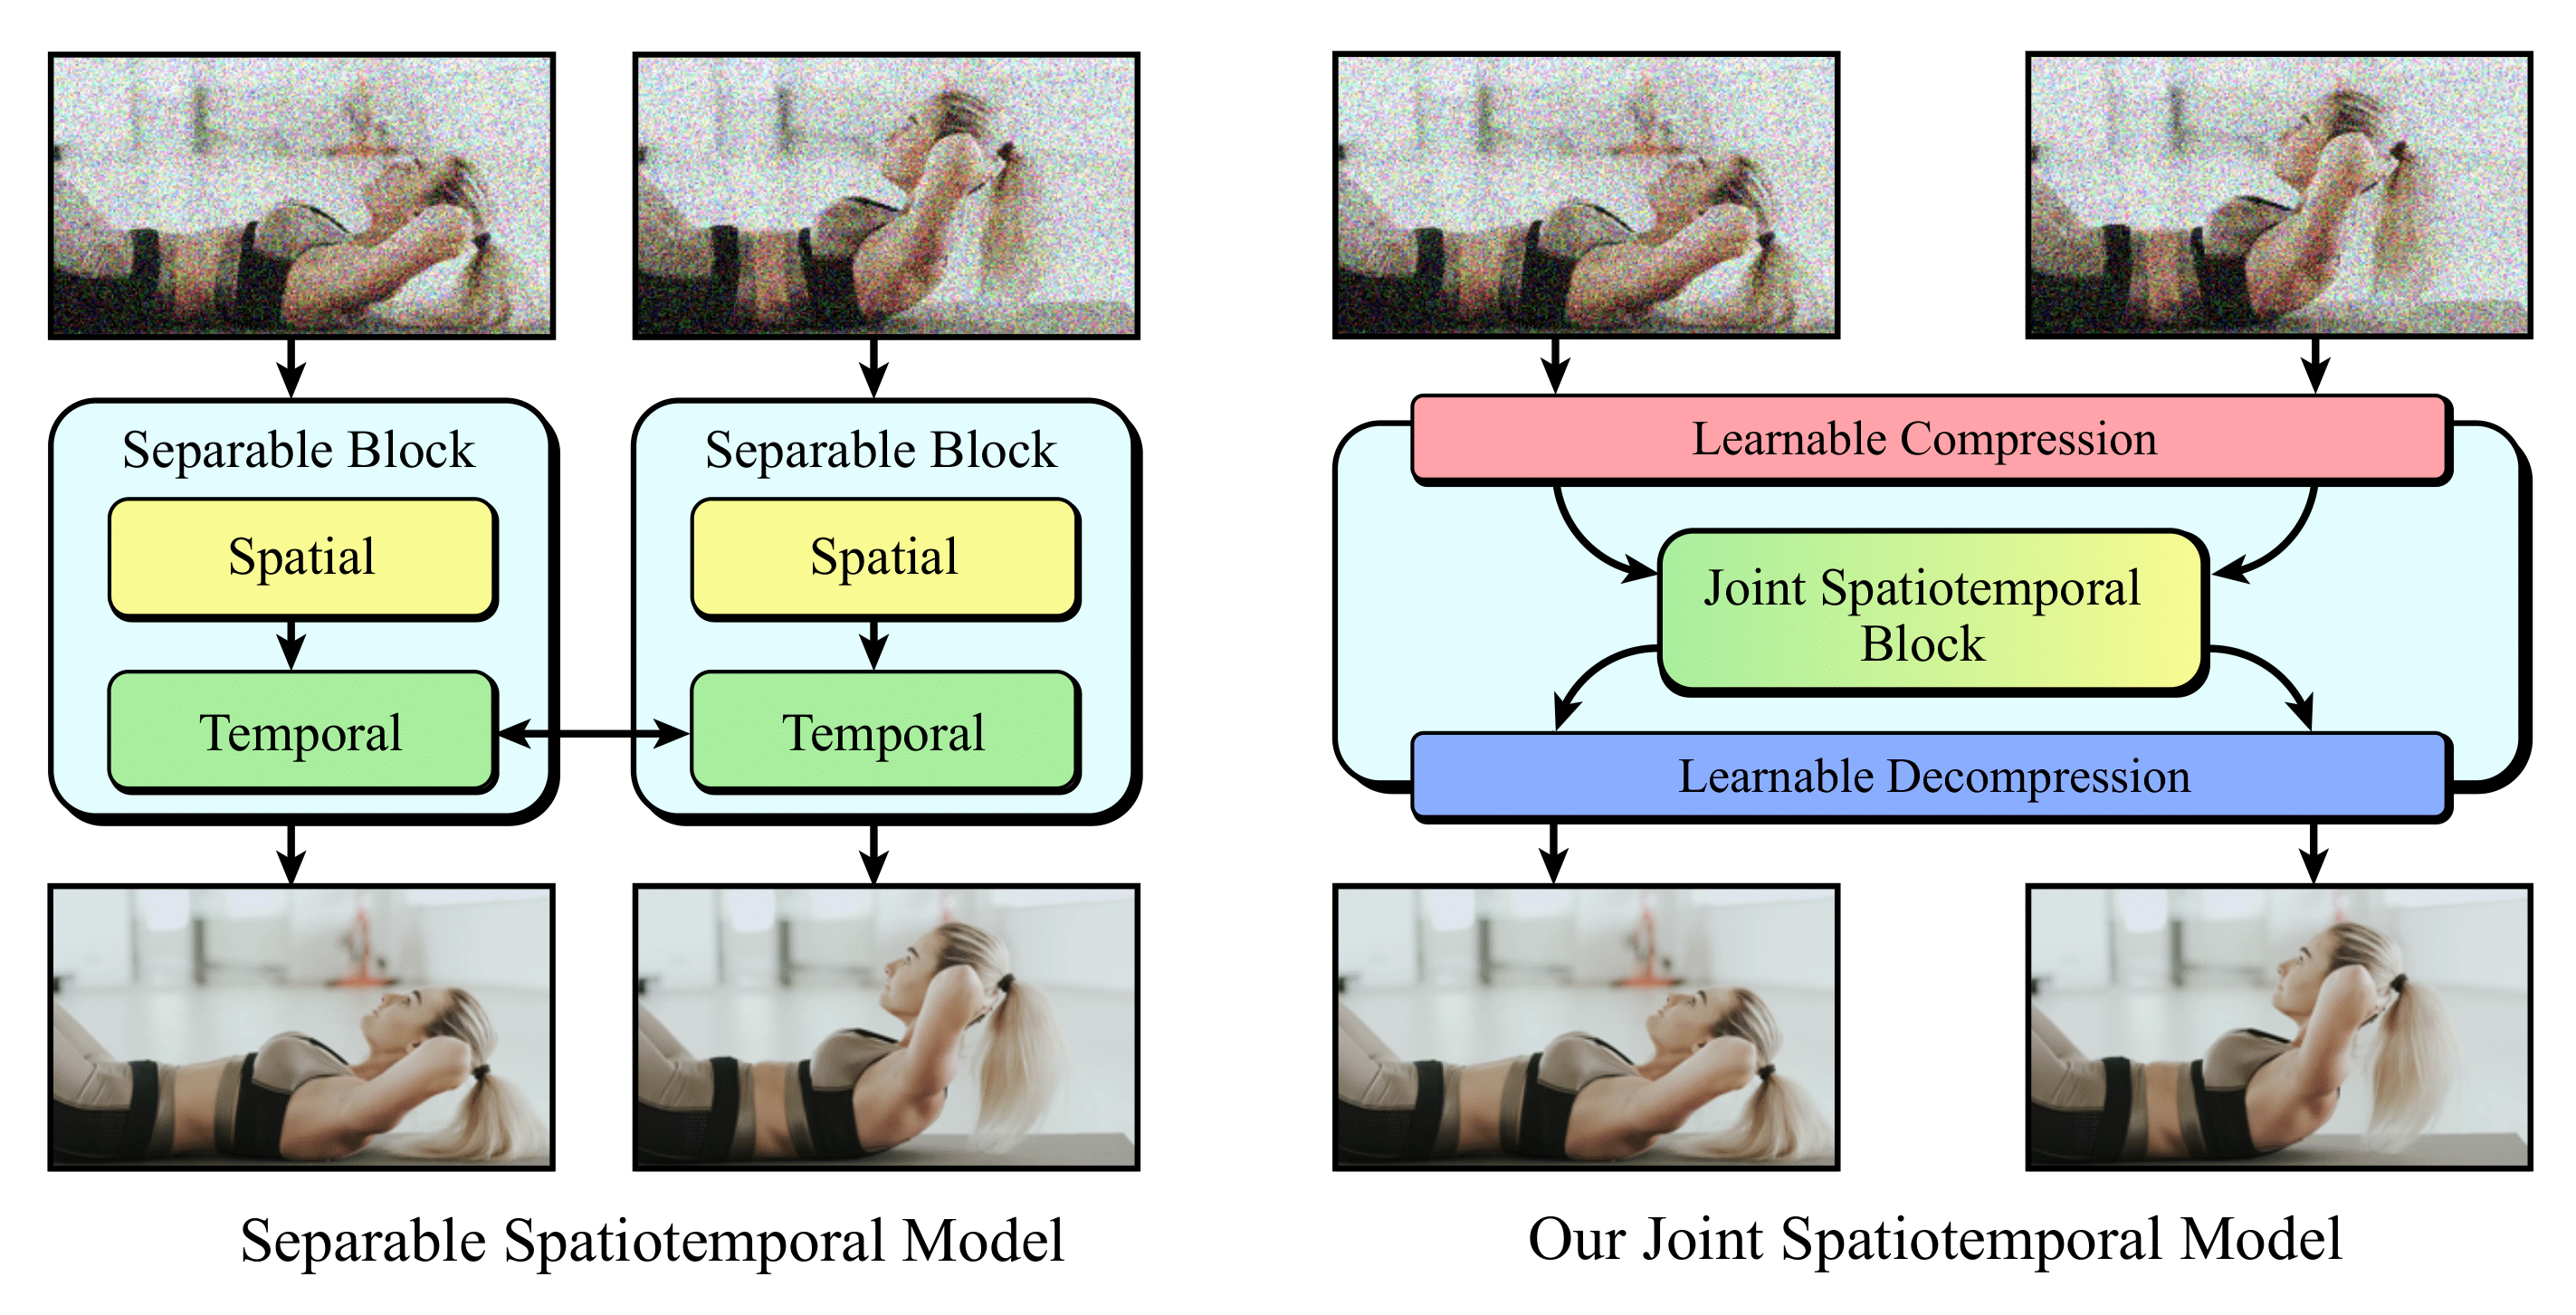 Separable Block
Spatial
Temporal
Separable Block
Spatial
Temporal
Separable Spatiotemporal Model
Learnable Compression
Joint Spatiotemporal
Block
Learnable Decompression
Our Joint Spatiotemporal Model